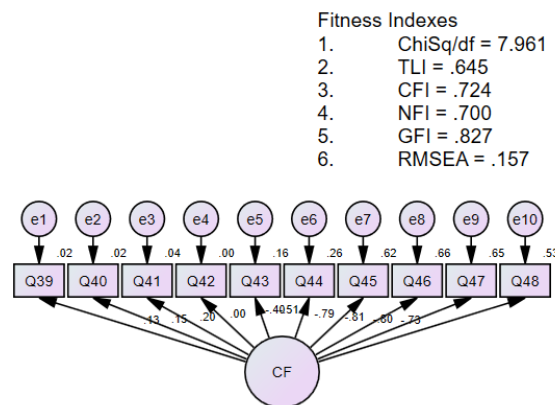 Fitness Indexes
1. ChiSq/df = 7.961
2. TLI = .645
3. CFI = .724
4. NFI = .700
5. GFI = .827
6. RMSEA = .157
e1 e2 e3 e4 e5 e6 e7 e8 e9 e10
.02 .02 .04 .00 .16 .26 .62 .66 .65 .53
Q39 Q40 Q41 Q42 Q43 Q44 Q45 Q46 Q47 Q48
.13 .15 .20 .00 -.40 -.51 -.79 -.81 -.80 -.73
CF